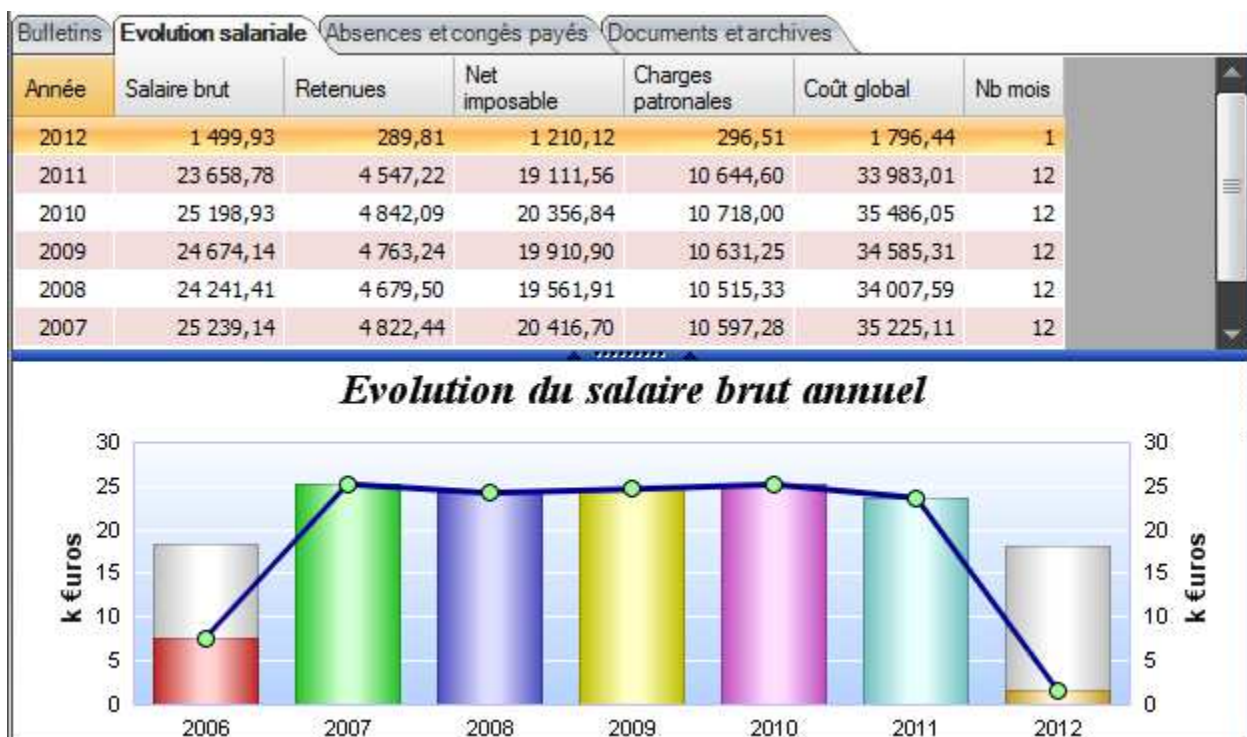 Bulletins Evolution salariale Absences et congés payés Documents et archives
Année Salaire brut Retenues Net imposable Charges patronales Coût global Nb mois
2012 1 499,93 289,81 1 210,12 296,51 1 796,44 1
2011 23 658,78 4 547,22 19 111,56 10 644,60 33 983,01 12
2010 25 198,93 4 842,09 20 356,84 10 718,00 35 486,05 12
2009 24 674,14 4 763,24 19 910,90 10 631,25 34 585,31 12
2008 24 241,41 4 679,50 19 561,91 10 515,33 34 007,59 12
2007 25 239,14 4 822,44 20 416,70 10 597,28 35 225,11 12
Evolution du salaire brut annuel
30 30
25 25
20 20
15 15
10 10
5 5
0 0
k €uros k €uros
2006 2007 2008 2009 2010 2011 2012